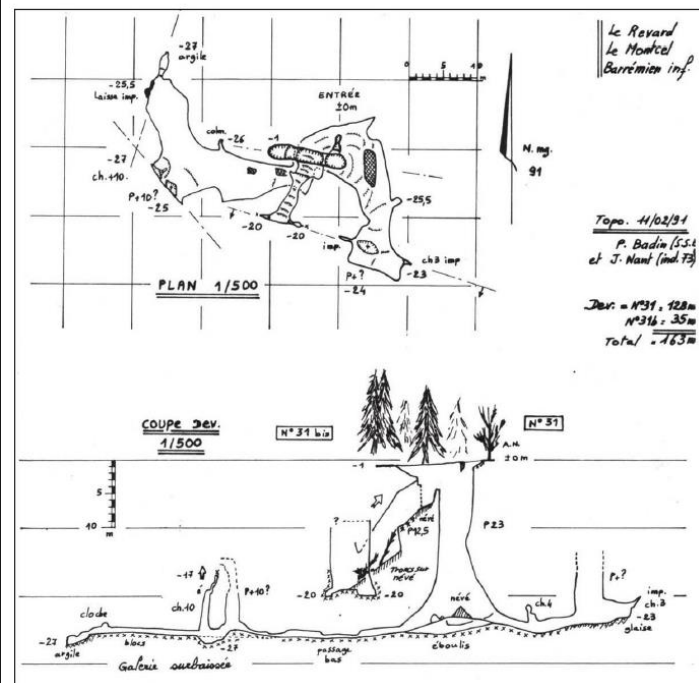 Le Revard
Le Montcel
Barrémien inf.
-27
argile
-25,5
Laisse imp.
0 5 10
m
ENTRÉE
±0m
-1
colm.
-26
N. mg.
91
-27
ch.+10
P+10?
-25
-25,5
-20
-20
imp.
ch3 imp
-23
P+?
-24
PLAN 1/500
Topo. 11/02/91
P. Badin (S.S.
et J. Nant (ind. 73)
Dev. = N°31 : 128m
N°31b : 35m
Total = 163m
COUPE Dev.
1/500
N° 31 bis
N° 31
A.N.
±0m
-1
5
10
m
?
névé
P12,5
P23
Troncs sur
névé
-20
-20
-17
ch.10
P+10?
P+?
imp.
ch.3
-23
glaise
névé
ch.4
cloche
-27
argile
blocs
-27
passage
bas
éboulis
Galerie surbaissée